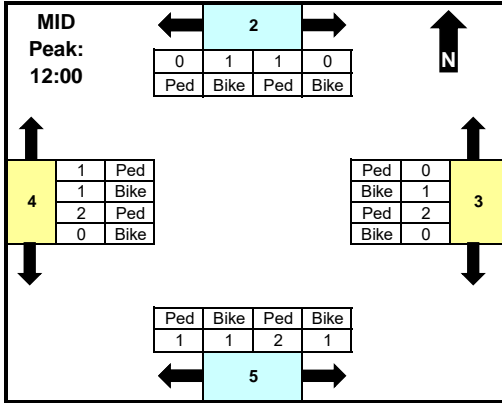 MID
Peak:
12:00
2
0 1 1 0
Ped Bike Ped Bike
N
4
1 Ped
1 Bike
2 Ped
0 Bike
Ped 0
Bike 1
Ped 2
Bike 0
3
Ped Bike Ped Bike
1 1 2 1
5